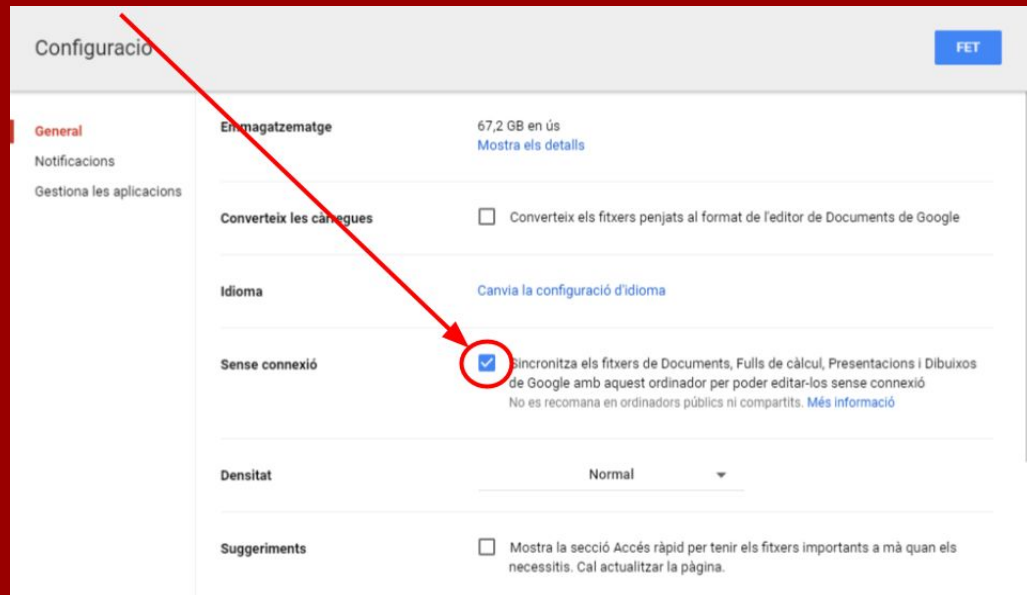 Configuració
FET
General
Notificacions
Gestiona les aplicacions
Emmagatzematge
67,2 GB en ús
Mostra els detalls
Converteix les càrregues
Converteix els fitxers penjats al format de l'editor de Documents de Google
Idioma
Canvia la configuració d'idioma
Sense connexió
Sincronitza els fitxers de Documents, Fulls de càlcul, Presentacions i Dibuixos
de Google amb aquest ordinador per poder editar-los sense connexió
No es recomana en ordinadors públics ni compartits. Més informació
Densitat
Normal
Suggeriments
Mostra la secció Accés ràpid per tenir els fitxers importants a mà quan els
necessitis. Cal actualitzar la pàgina.